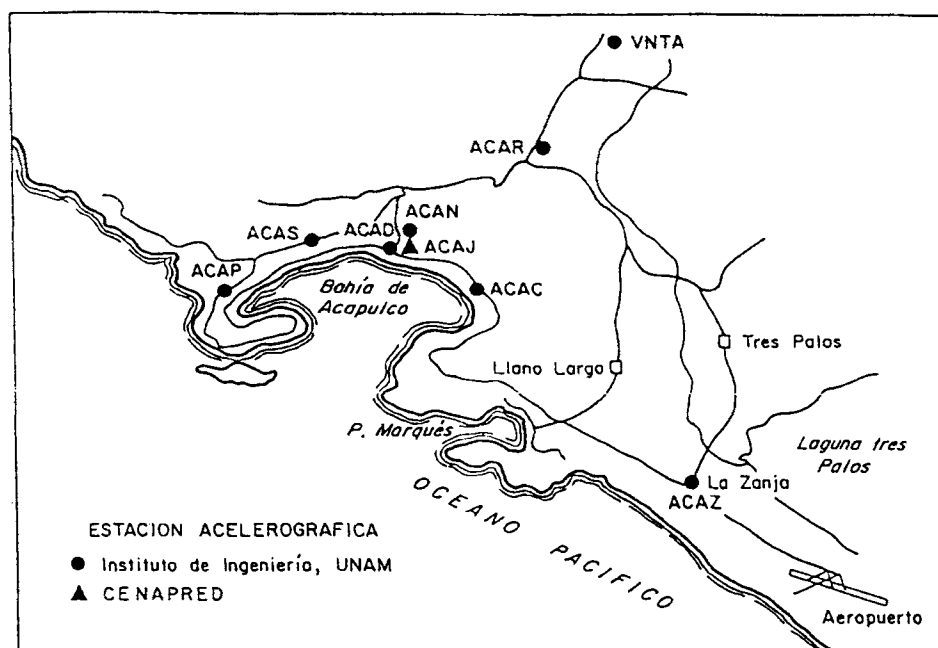 VNTA
ACAR
ACAN
ACAS
ACAD
ACAJ
ACAP
Bahía de
Acapulco
ACAC
Tres Palos
Llano Largo
P. Marqués
Laguna tres
Palos
La Zanja
ACAZ
OCEANO PACIFICO
ESTACION ACELEROGRAFICA
Instituto de Ingeniería, UNAM
CENAPRED
Aeropuerto